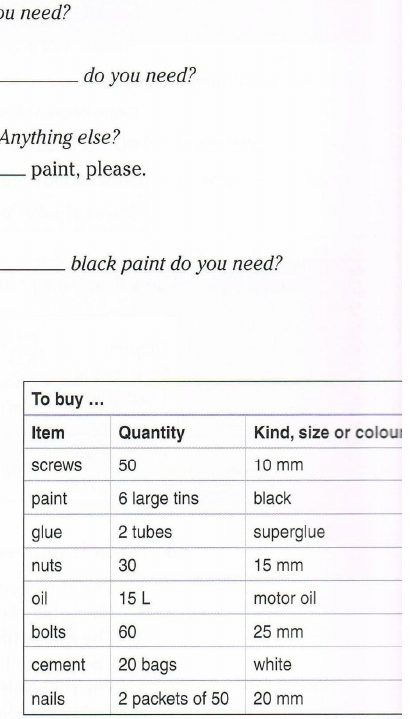 ou need?
________ do you need?
Anything else?
___ paint, please.
_______ black paint do you need?
To buy ...
Item Quantity Kind, size or colour
screws 50 10 mm
paint 6 large tins black
glue 2 tubes superglue
nuts 30 15 mm
oil 15 L motor oil
bolts 60 25 mm
cement 20 bags white
nails 2 packets of 50 20 mm